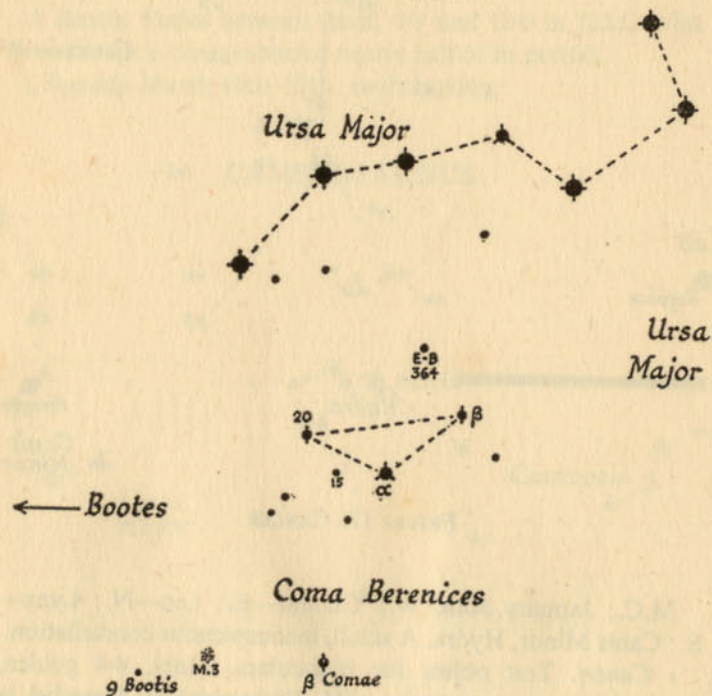 Ursa Major
Ursa
Major
E-B
364
20
β
15
α
← Bootes
Coma Berenices
M.3
9 Bootis
β Comae